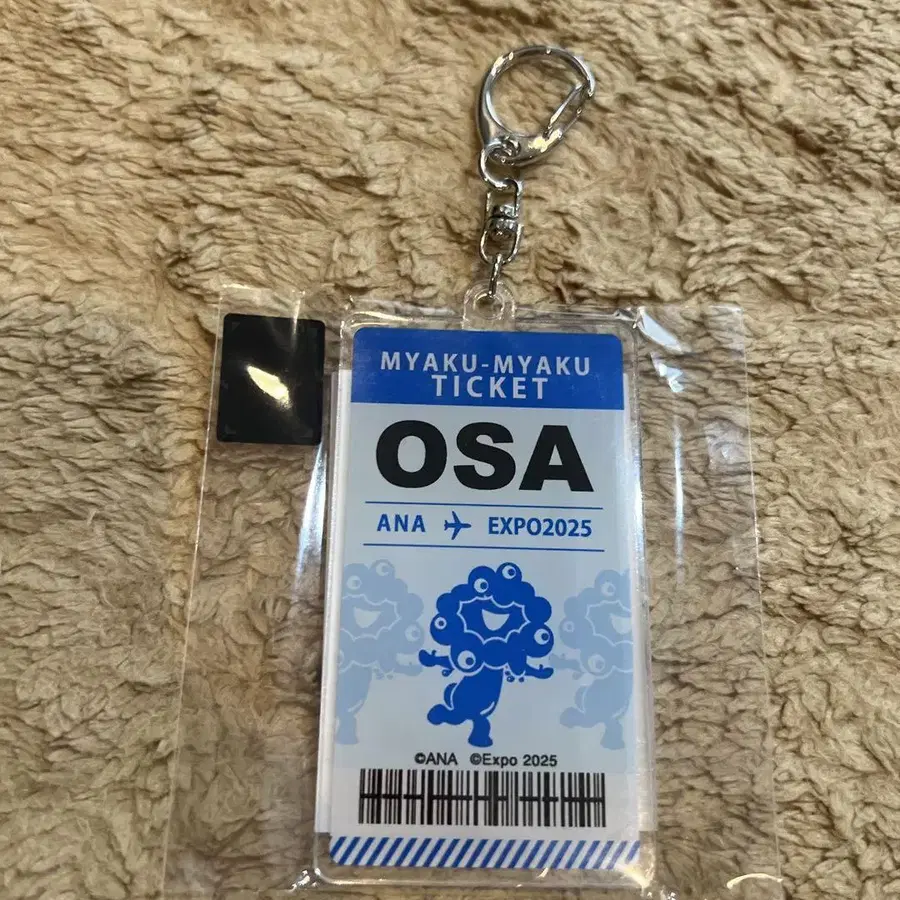 MYAKU-MYAKU
TICKET
OSA
ANA EXPO2025
©ANA ©Expo 2025